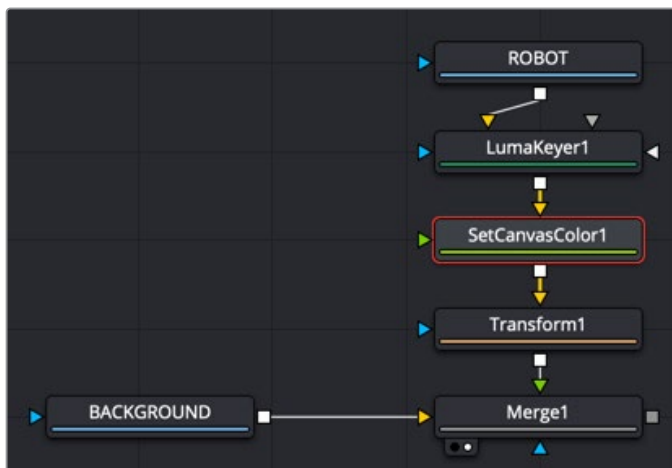 ROBOT
LumaKeyer1
SetCanvasColor1
Transform1
BACKGROUND
Merge1